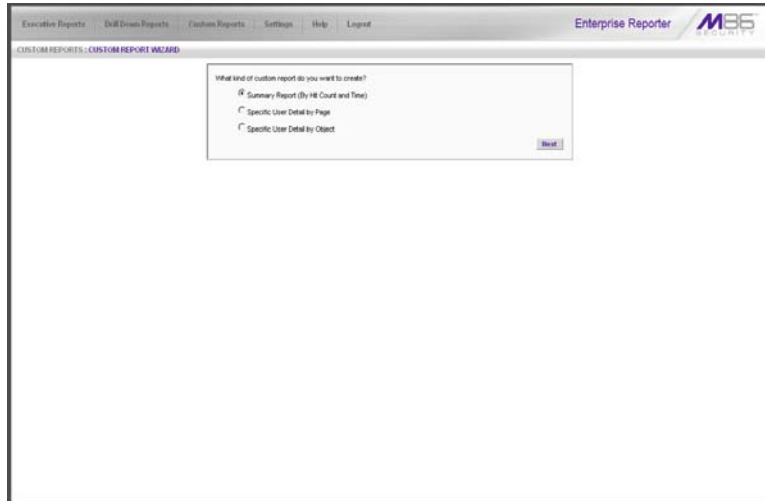 Executive Reports Drill Down Reports Custom Reports Settings Help Logout Enterprise Reporter M86 SECURITY
CUSTOM REPORTS : CUSTOM REPORT WIZARD
What kind of custom report do you want to create?
Summary Report (By Hit Count and Time)
Specific User Detail by Page
Specific User Detail by Object
Next